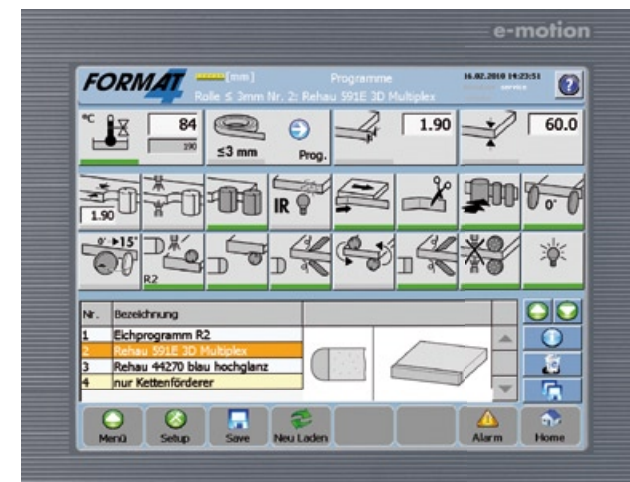 e-motion
FORMAT 4 [mm] Programme 16.02.2010 14:23:51
Rolle ≤ 3mm Nr. 2: Rehau 591E 3D Multiplex
°C 84 1.90 60.0
190 ≤3 mm Prog.
1.90 IR 0°
0° 15°
R2
Nr. Bezeichnung
1 Eichprogramm R2
2 Rehau 591E 3D Multiplex
3 Rehau 44270 blau hochglanz
4 nur Kettenförderer
Menü Setup Save Neu Laden Alarm Home